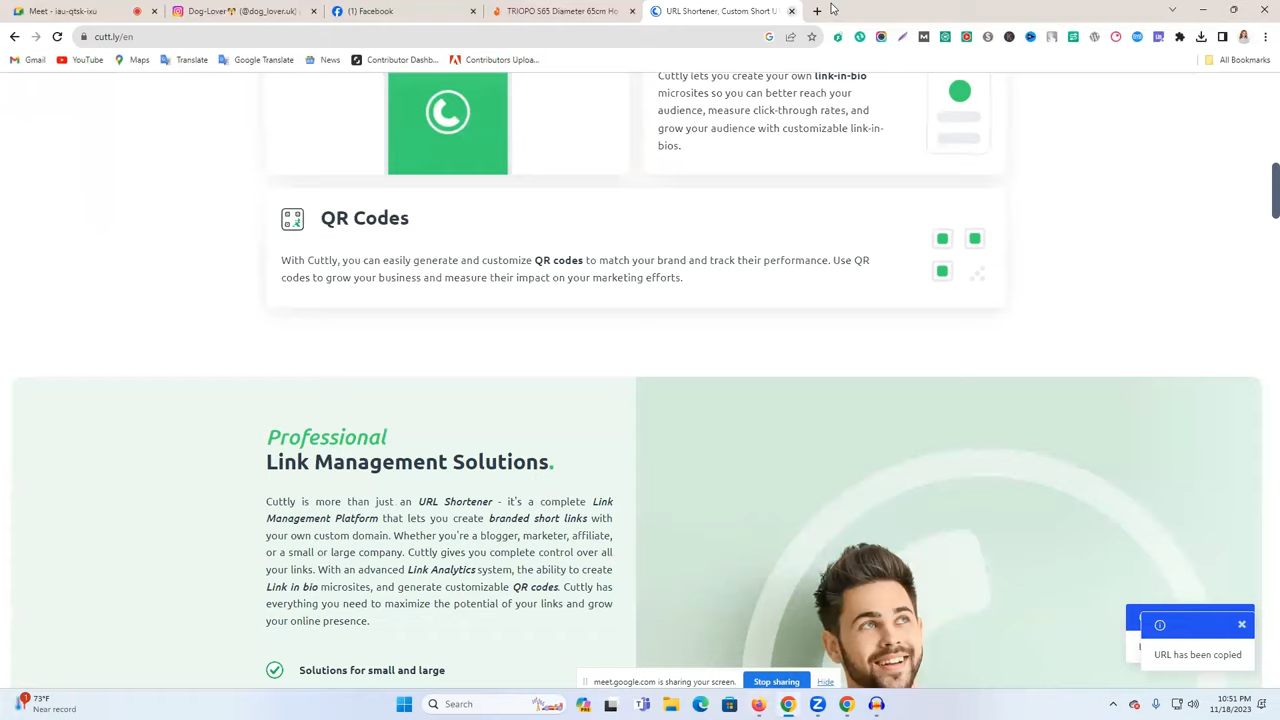 Meet - iau-qtsk-ixu
Dog-Lover🐶 (@dog_lover.uk)
(1) Facebook
TRIOPO S65 Diameter 65cm Ho
URL Shortener, Custom Short U
cutt.ly/en
Gmail
YouTube
Maps
Translate
Google Translate
News
Contributor Dashb...
Contributors Uploa...
All Bookmarks
Cuttly lets you create your own link-in-bio
microsites so you can better reach your
audience, measure click-through rates, and
grow your audience with customizable link-in-
bios.
QR Codes
With Cuttly, you can easily generate and customize QR codes to match your brand and track their performance. Use QR
codes to grow your business and measure their impact on your marketing efforts.
Professional
Link Management Solutions.
Cuttly is more than just an URL Shortener - it's a complete Link
Management Platform that lets you create branded short links with
your own custom domain. Whether you're a blogger, marketer, affiliate,
or a small or large company. Cuttly gives you complete control over all
your links. With an advanced Link Analytics system, the ability to create
Link in bio microsites, and generate customizable QR codes. Cuttly has
everything you need to maximize the potential of your links and grow
your online presence.
Solutions for small and large
URL has been copied
meet.google.com is sharing your screen.
Stop sharing
Hide
1
73°F
Near record
Search
10:51 PM
11/18/2023